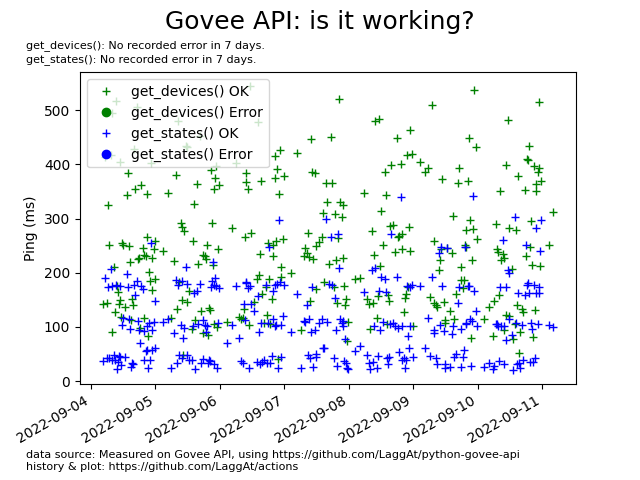 Govee API: is it working?
get_devices(): No recorded error in 7 days.
get_states(): No recorded error in 7 days.
get_devices() OK
get_devices() Error
get_states() OK
get_states() Error
Ping (ms)
500
400
300
200
100
0
2022-09-04
2022-09-05
2022-09-06
2022-09-07
2022-09-08
2022-09-09
2022-09-10
2022-09-11
data source: Measured on Govee API, using https://github.com/LaggAt/python-govee-api
history & plot: https://github.com/LaggAt/actions